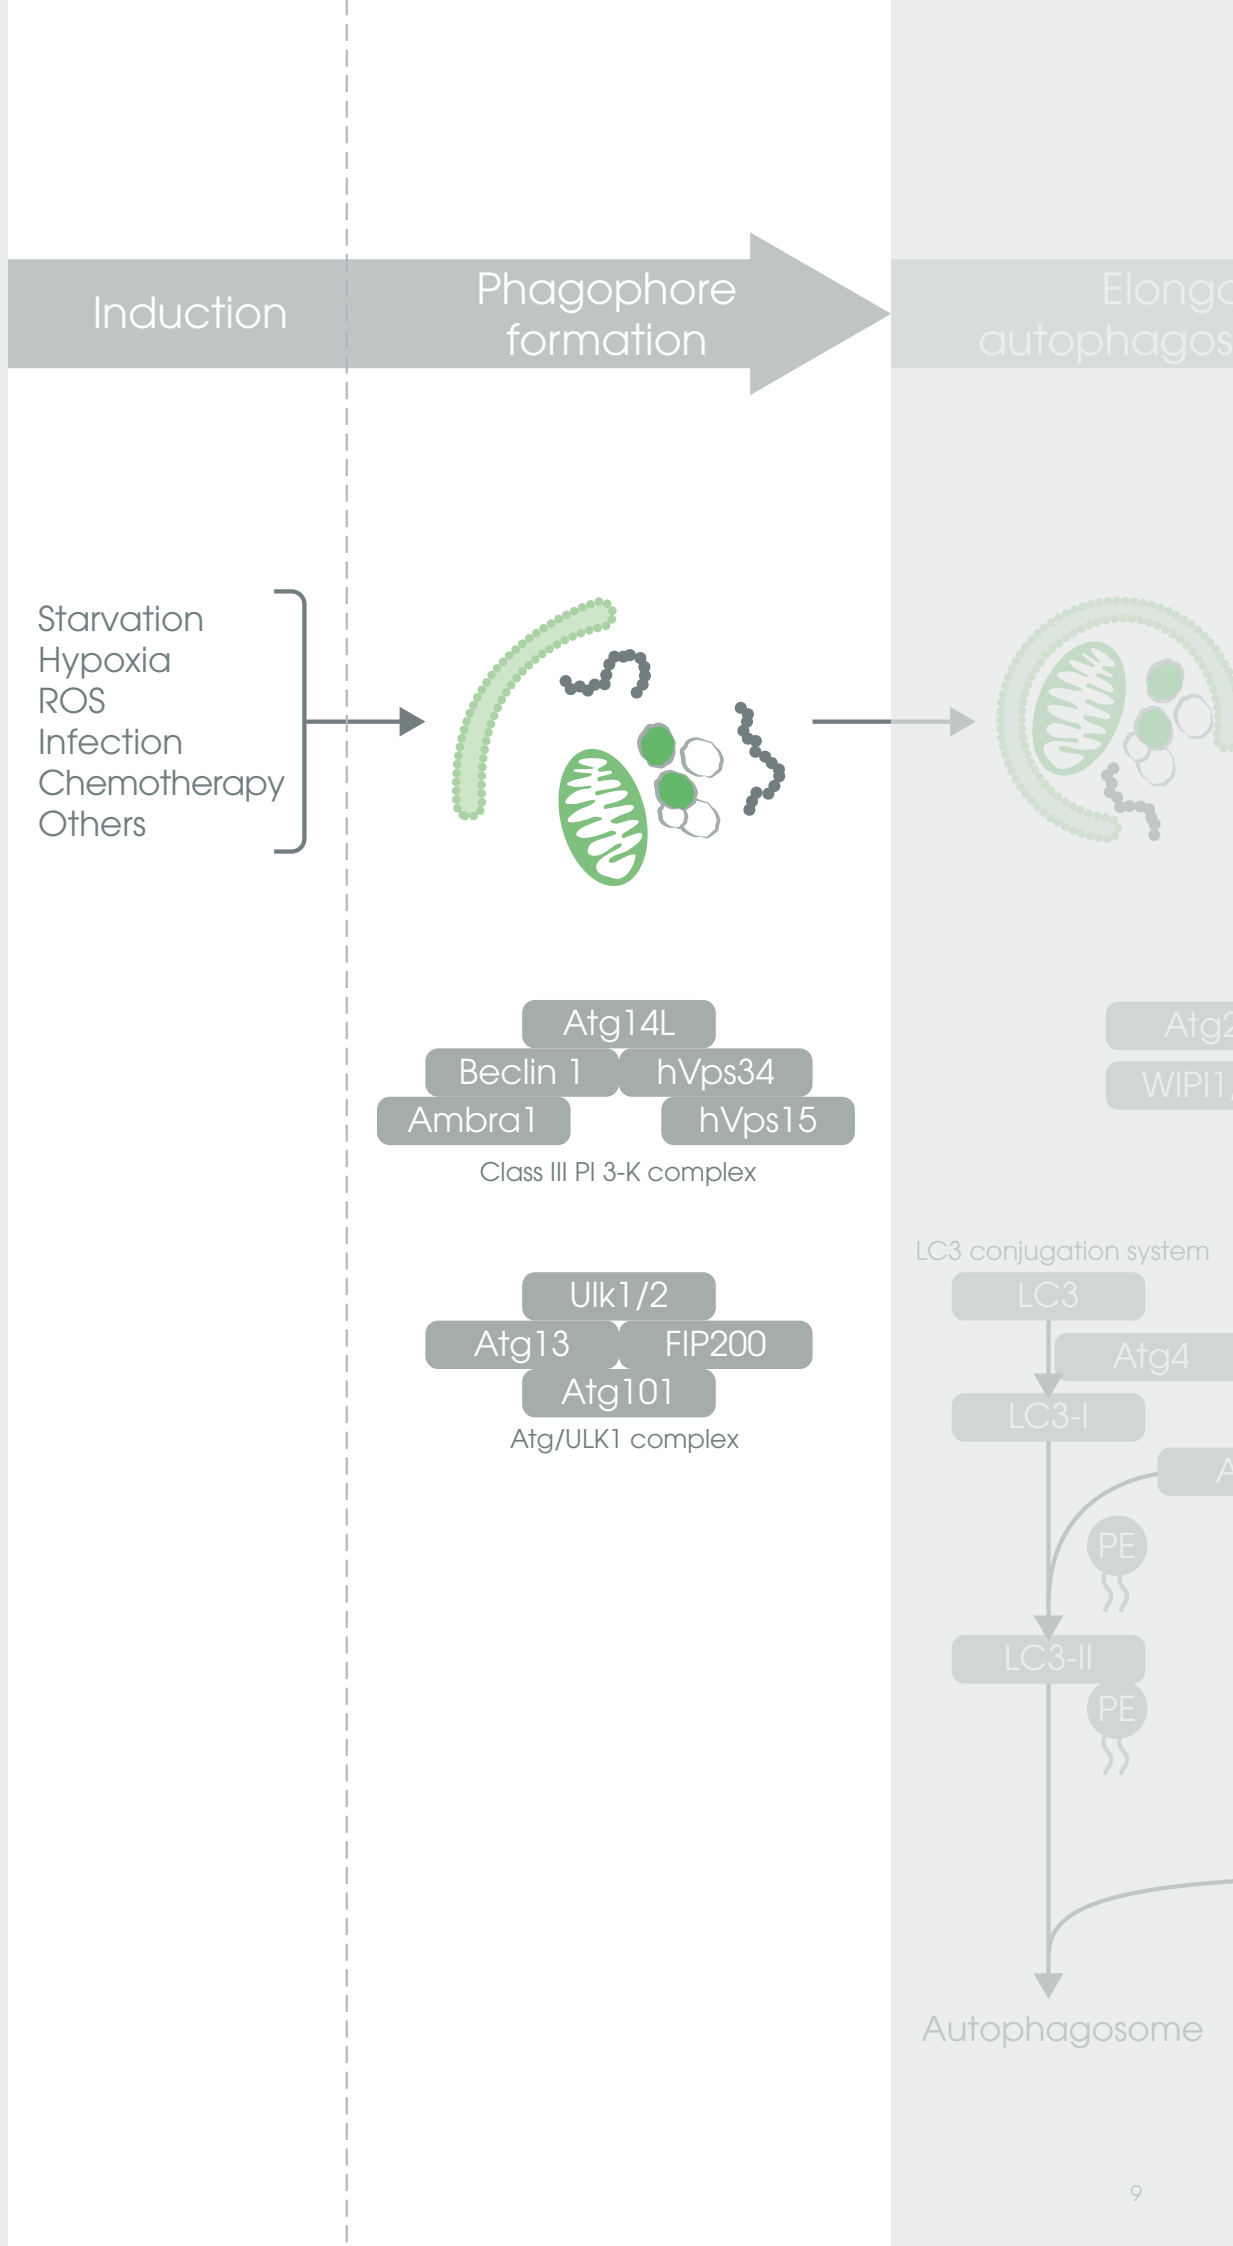 Induction
Phagophore
formation
Starvation
Hypoxia
ROS
Infection
Chemotherapy
Others
Atg14L
Beclin 1
hVps34
Ambra1
hVps15
Class III PI 3-K complex
Ulk1/2
Atg13
FIP200
Atg101
Atg/ULK1 complex
LC3 conjugation system
LC3
Atg4
LC3-I
PE
LC3-II
PE
Autophagosome
9